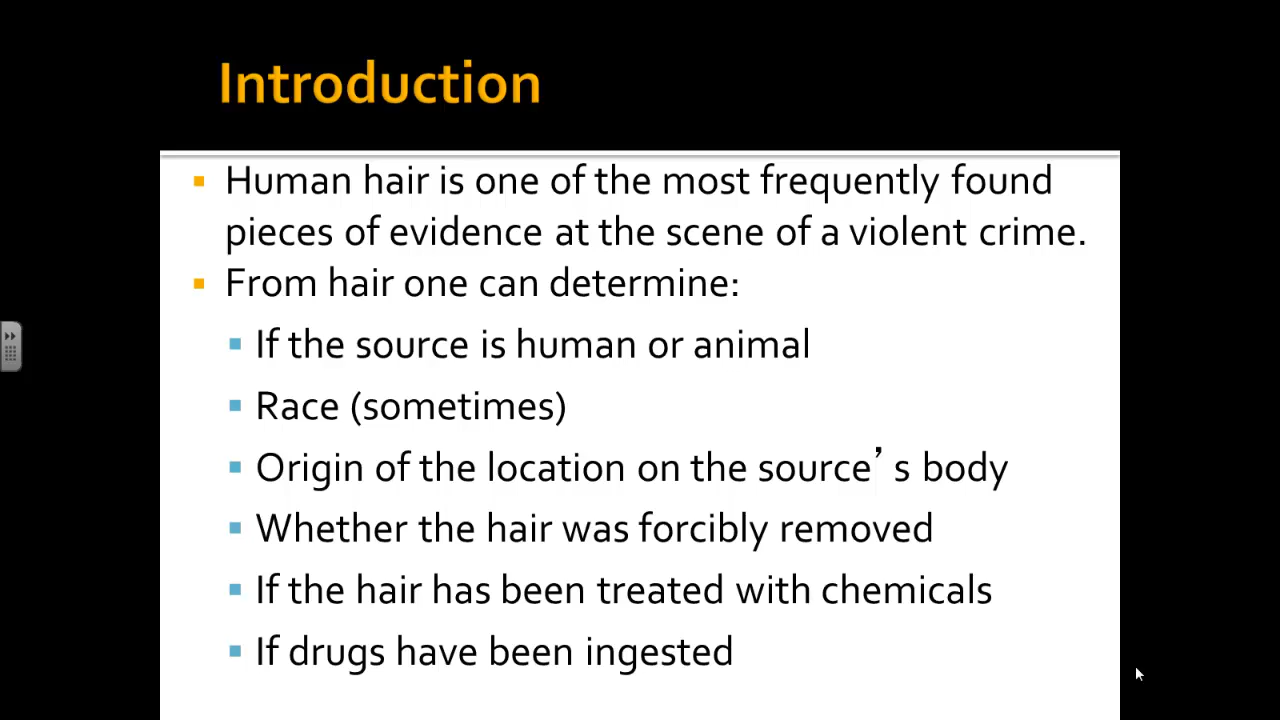 Introduction
Human hair is one of the most frequently found
pieces of evidence at the scene of a violent crime.
From hair one can determine:
If the source is human or animal
Race (sometimes)
Origin of the location on the source’ s body
Whether the hair was forcibly removed
If the hair has been treated with chemicals
If drugs have been ingested